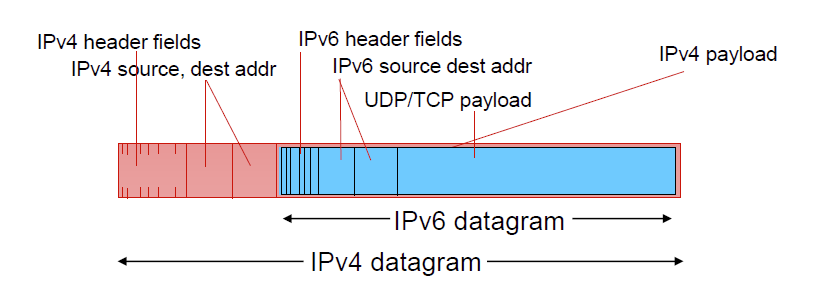 IPv4 header fields
IPv4 source, dest addr
IPv6 header fields
IPv6 source dest addr
UDP/TCP payload
IPv4 payload
IPv6 datagram
IPv4 datagram